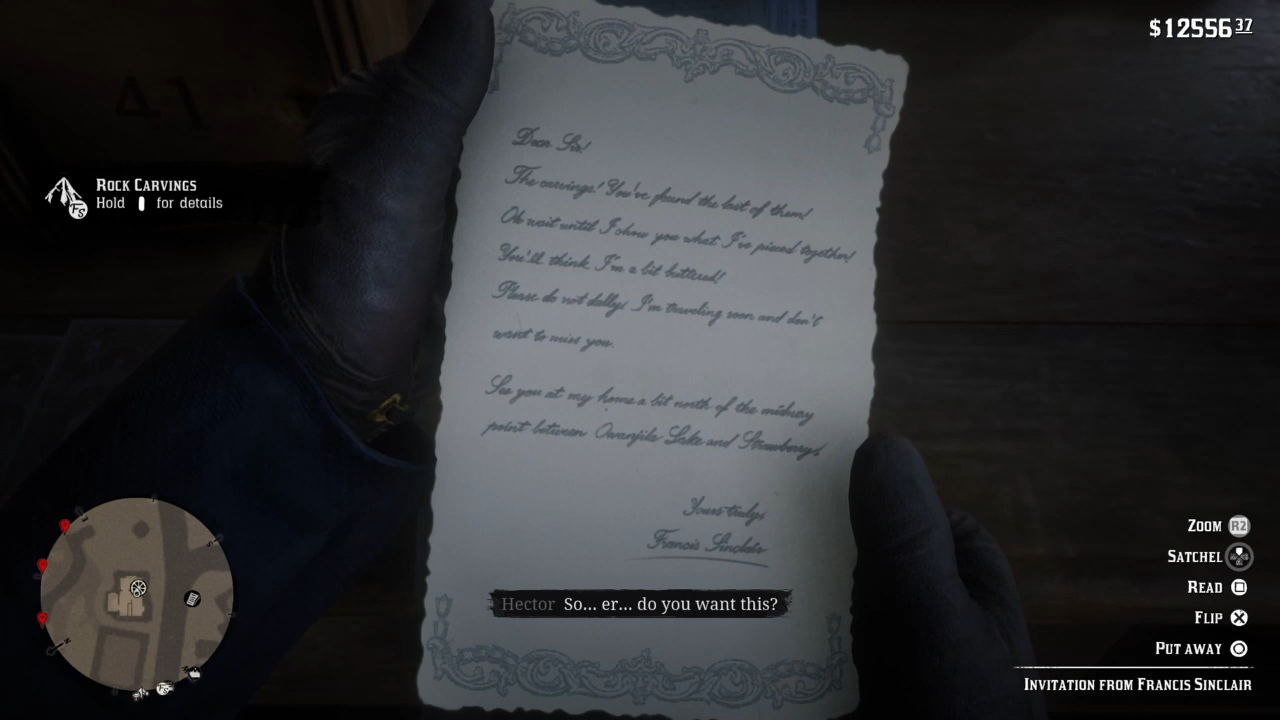 $12556 37
41
ROCK CARVINGS
Hold for details
FS
Dear Sir!
The carvings! You've found the last of them!
Oh wait until I show you what I've pieced together!
You'll think I'm a bit buttered!
Please do not dally; I'm traveling soon and don't
want to miss you.
See you at my home a bit north of the midway
point between Owanjila Lake and Strawberry.
Yours truly,
Francis Sinclair
Hector So... er... do you want this?
ZOOM R2
SATCHEL
READ
FLIP
PUT AWAY
INVITATION FROM FRANCIS SINCLAIR